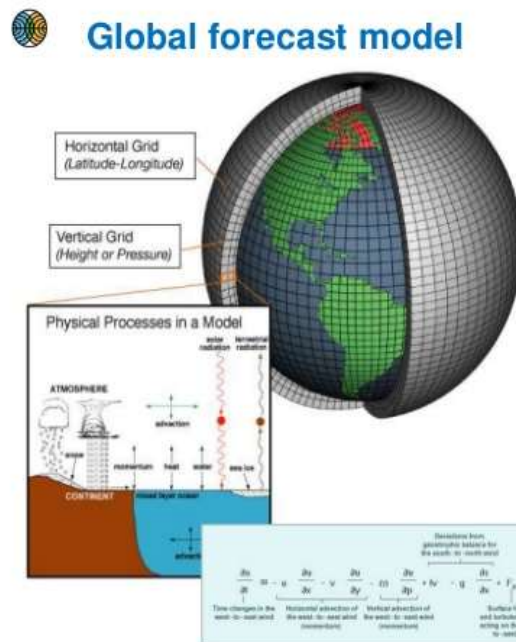 Global forecast model
Horizontal Grid
(Latitude-Longitude)
Vertical Grid
(Height or Pressure)
Physical Processes in a Model
solar
radiation
terrestrial
radiation
ATMOSPHERE
advection
snow
momentum
heat
water
sea ice
CONTINENT
mixed layer ocean
Deviations from
geostrophic balance for
the south-to-north wind
Time changes in the
west-to-east wind
Horizontal advection of
the west-to-east wind
(momentum)
Vertical advection of
the west-to-east wind
(momentum)